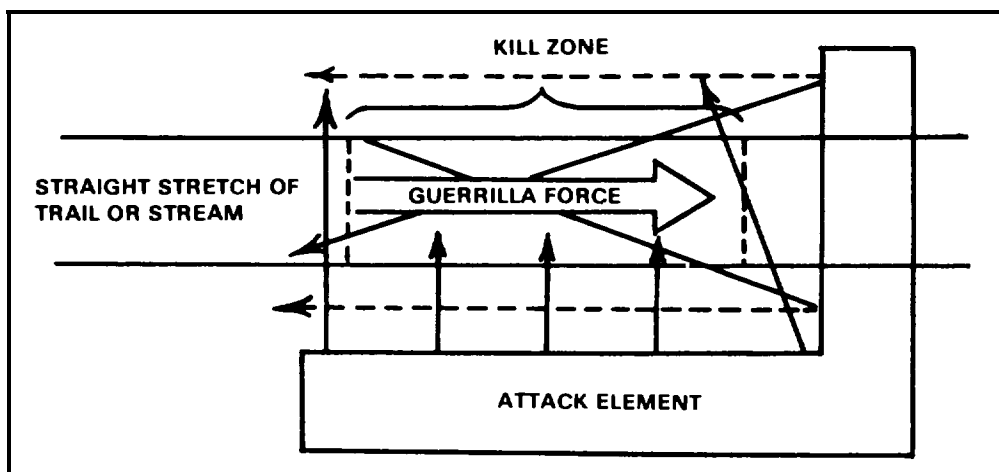 KILL ZONE
STRAIGHT STRETCH OF
TRAIL OR STREAM
GUERRILLA FORCE
ATTACK ELEMENT